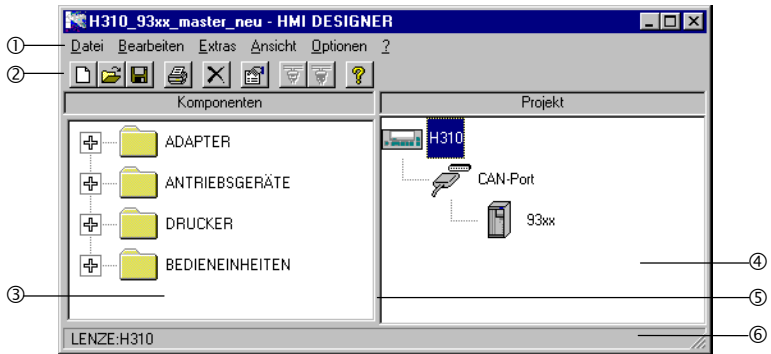 H310_93xx_master_neu - HMI DESIGNER
① Datei Bearbeiten Extras Ansicht Optionen ?
②
Komponenten
Projekt
ADAPTER
ANTRIEBSGERÄTE
DRUCKER
BEDIENEINHEITEN
H310
CAN-Port
93xx
④
③
⑤
LENZE:H310
⑥